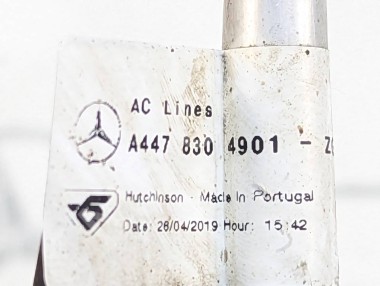 AC Lines
A447 830 4901 - Z
Hutchinson - Made In Portugal
Date: 26/04/2019 Hour: 15:42